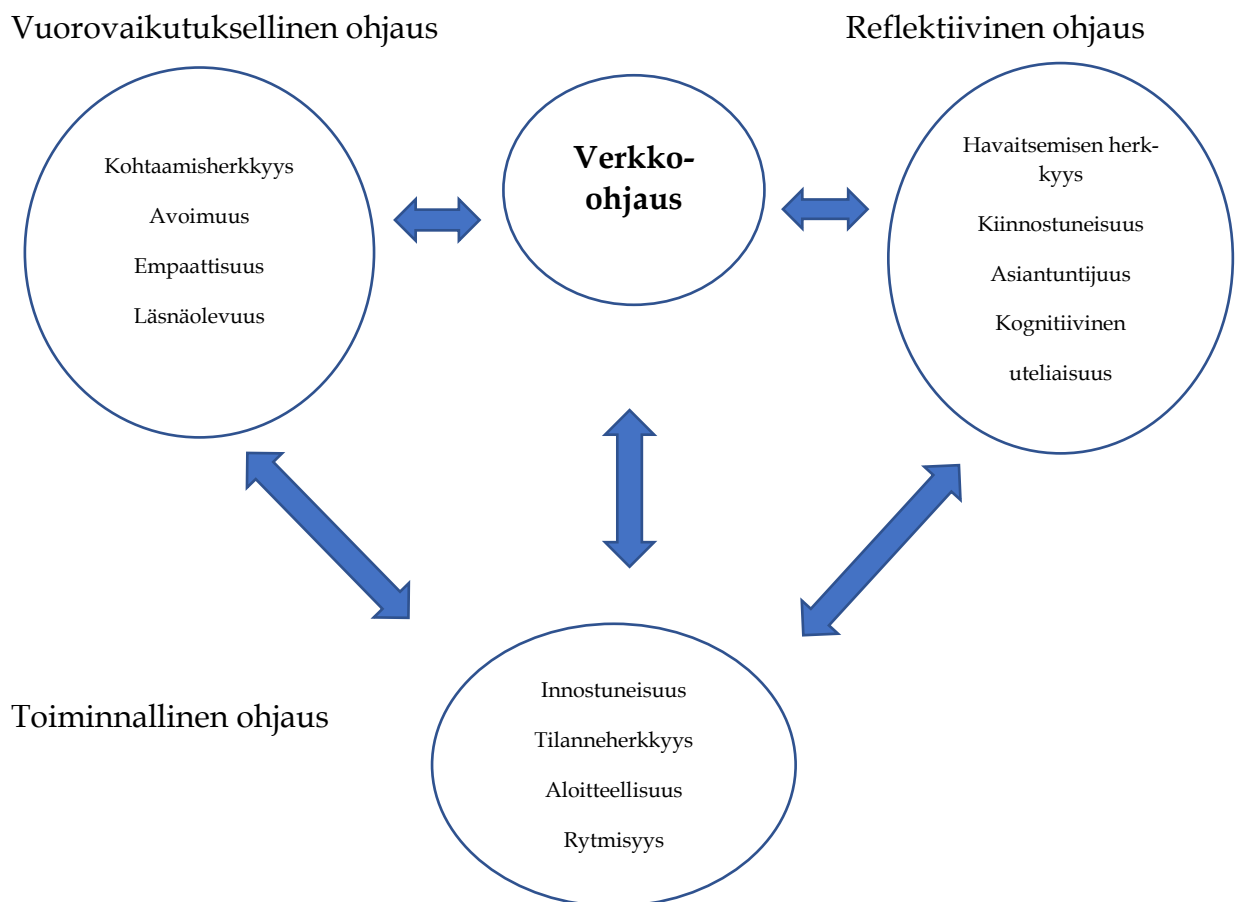 Vuorovaikutuksellinen ohjaus
Reflektiivinen ohjaus
Kohtaamisherkkyys
Avoimuus
Empaattisuus
Läsnäolevuus
Verkko-
ohjaus
Havaitsemisen herk-
kyys
Kiinnostuneisuus
Asiantuntijuus
Kognitiivinen
uteliaisuus
Toiminnallinen ohjaus
Innostuneisuus
Tilanneherkkyys
Aloitteellisuus
Rytmisyys